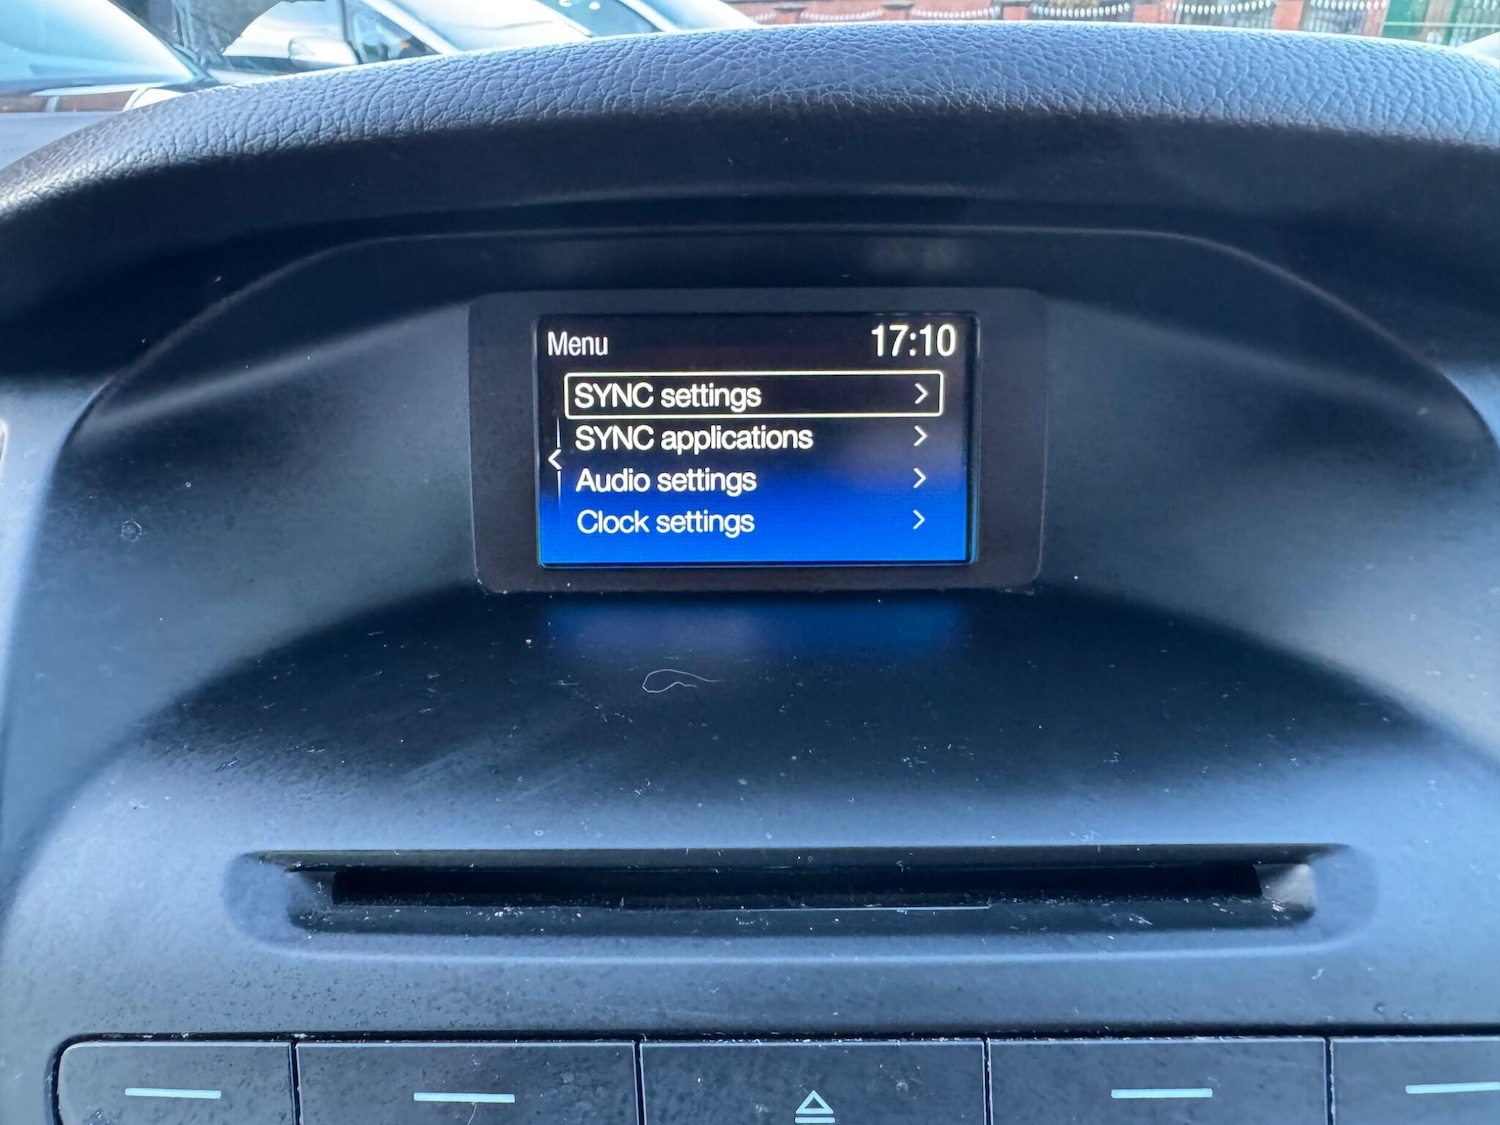 Menu 17:10
SYNC settings
SYNC applications
Audio settings
Clock settings